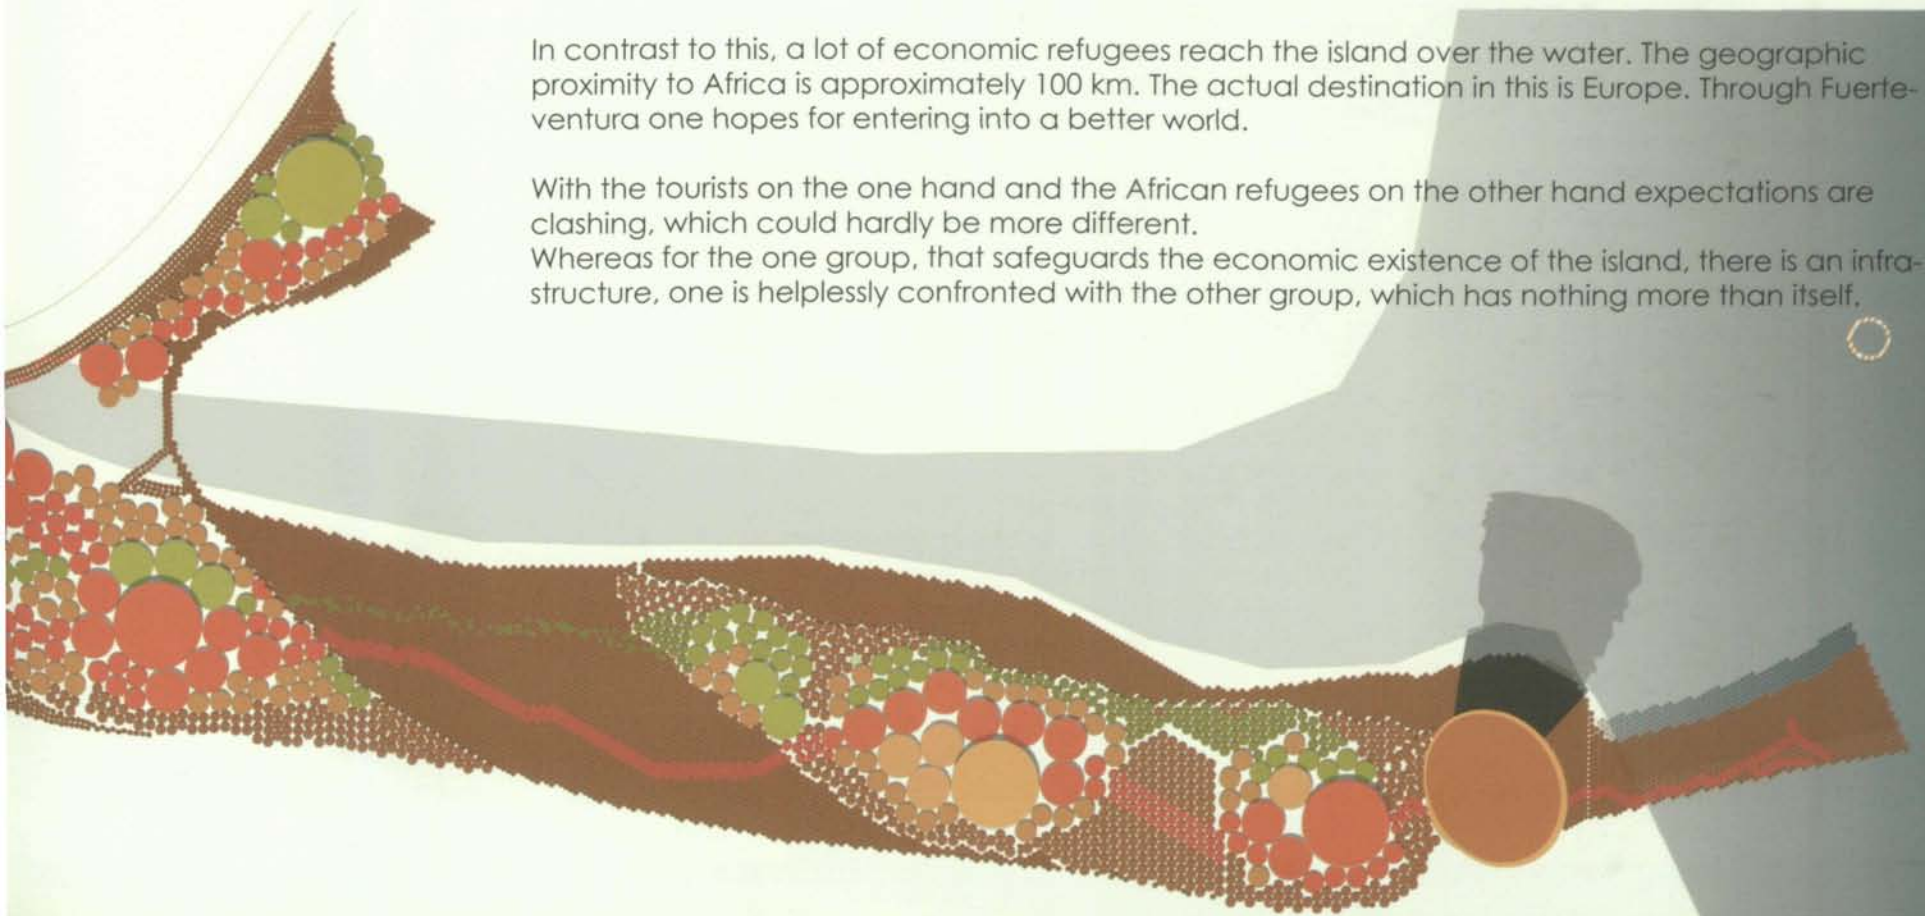 In contrast to this, a lot of economic refugees reach the island over the water. The geographic
proximity to Africa is approximately 100 km. The actual destination in this is Europe. Through Fuerte-
ventura one hopes for entering into a better world.
With the tourists on the one hand and the African refugees on the other hand expectations are
clashing, which could hardly be more different.
Whereas for the one group, that safeguards the economic existence of the island, there is an infra-
structure, one is helplessly confronted with the other group, which has nothing more than itself.